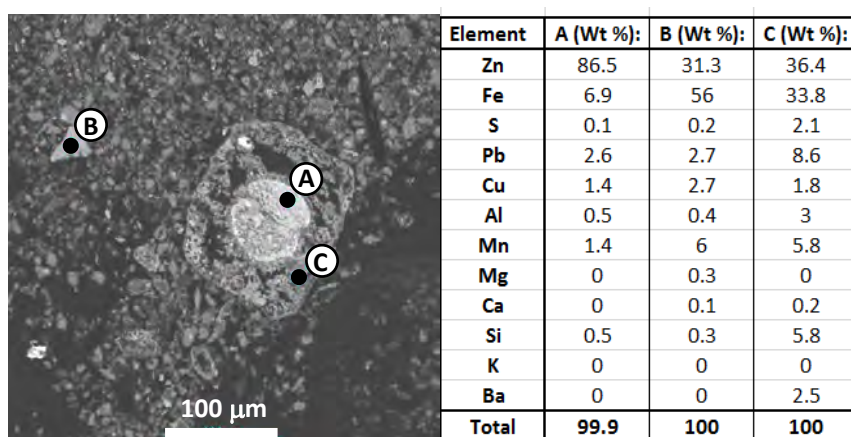 B
A
C
100 μm
Element A (Wt %): B (Wt %): C (Wt %):
Zn 86.5 31.3 36.4
Fe 6.9 56 33.8
S 0.1 0.2 2.1
Pb 2.6 2.7 8.6
Cu 1.4 2.7 1.8
Al 0.5 0.4 3
Mn 1.4 6 5.8
Mg 0 0.3 0
Ca 0 0.1 0.2
Si 0.5 0.3 5.8
K 0 0 0
Ba 0 0 2.5
Total 99.9 100 100